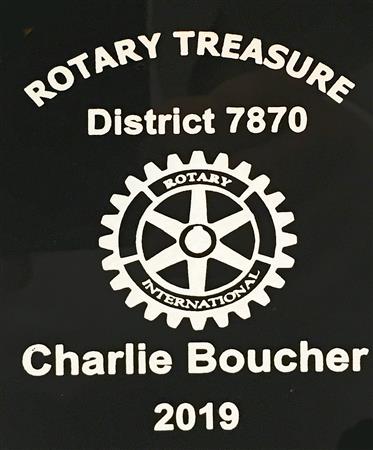 ROTARY TREASURE
District 7870
ROTARY
INTERNATIONAL
Charlie Boucher
2019